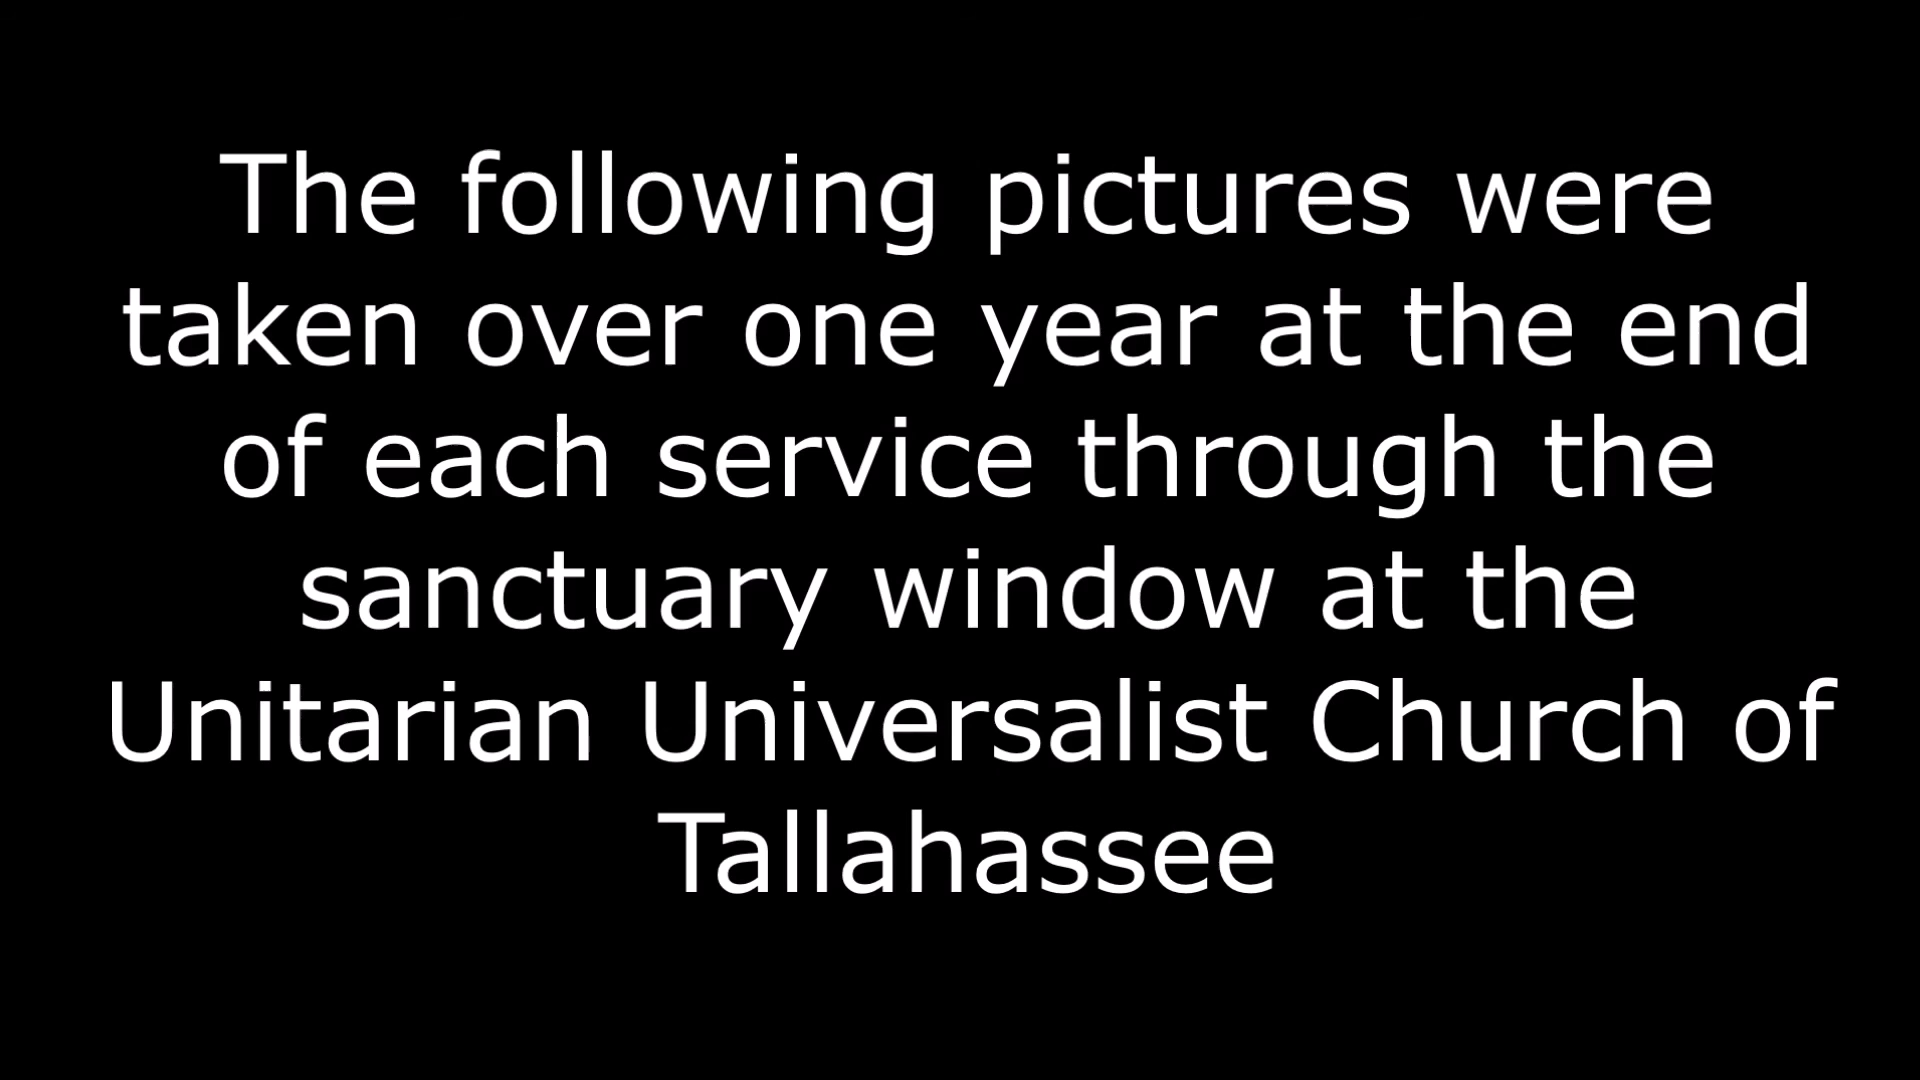 The following pictures were
taken over one year at the end
of each service through the
sanctuary window at the
Unitarian Universalist Church of
Tallahassee